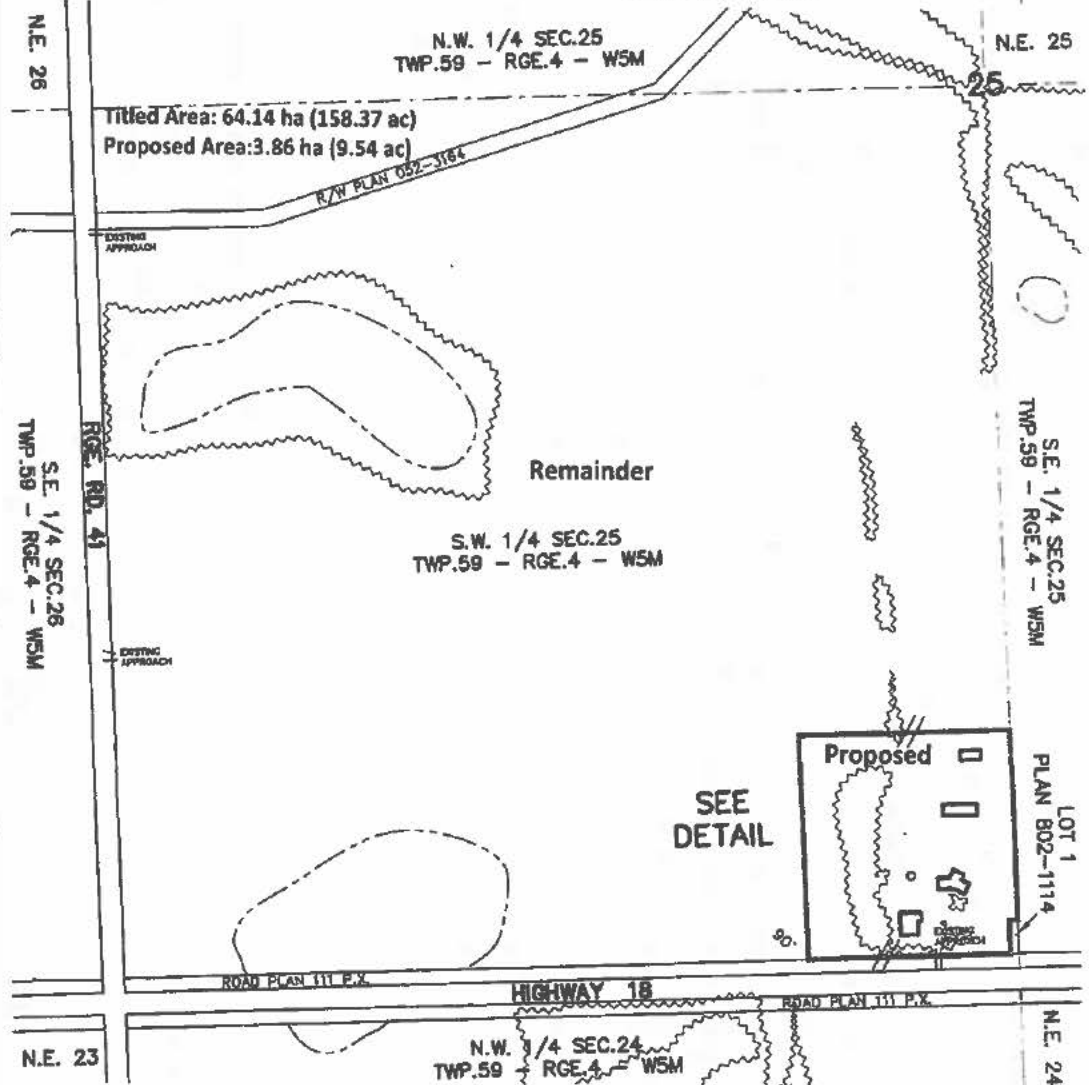 N.E. 26
N.W. 1/4 SEC.25
TWP.59 - RGE.4 - W5M
N.E. 25
25
Titled Area: 64.14 ha (158.37 ac)
Proposed Area:3.86 ha (9.54 ac)
R/W PLAN 052-3164
EXISTING
APPROACH
RGE. RD. 41
S.E. 1/4 SEC.26
TWP.59 - RGE.4 - W5M
Remainder
S.W. 1/4 SEC.25
TWP.59 - RGE.4 - W5M
S.E. 1/4 SEC.25
TWP.59 - RGE.4 - W5M
EXISTING
APPROACH
Proposed
SEE
DETAIL
LOT 1
PLAN 802-1114
EXISTING
APPROACH
ROAD PLAN 111 P.X.
HIGHWAY 18
ROAD PLAN 111 P.X.
N.E. 23
N.W. 1/4 SEC.24
TWP.59 - RGE.4 - W5M
N.E. 24